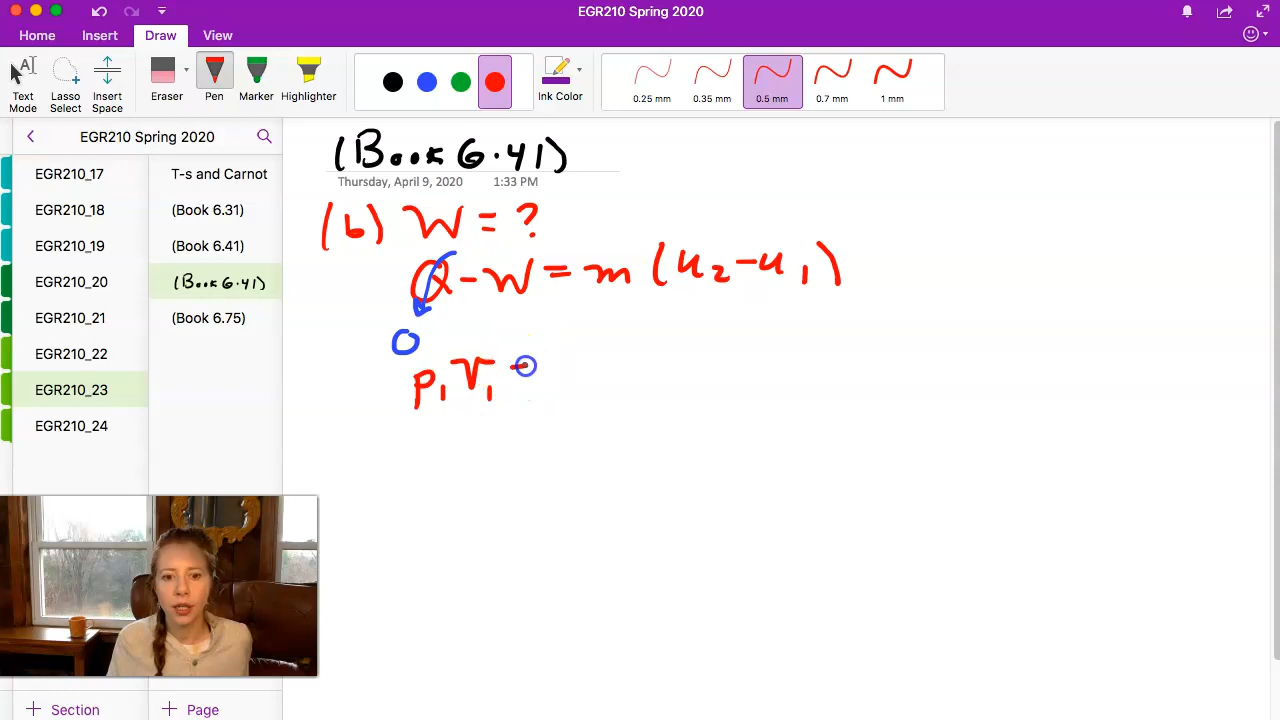 EGR210 Spring 2020
Home Insert Draw View
Text Mode
Lasso Select
Insert Space
Eraser
Pen
Marker
Highlighter
Ink Color
0.25 mm
0.35 mm
0.5 mm
0.7 mm
1 mm
EGR210 Spring 2020
EGR210_17
EGR210_18
EGR210_19
EGR210_20
EGR210_21
EGR210_22
EGR210_23
EGR210_24
T-s and Carnot
(Book 6.31)
(Book 6.41)
(Book 6.41)
(Book 6.75)
+ Section
+ Page
(Book 6.41)
Thursday, April 9, 2020 1:33 PM
(b) W = ?
Q - W = m (u₂ - u₁)
0
p₁ V₁ -